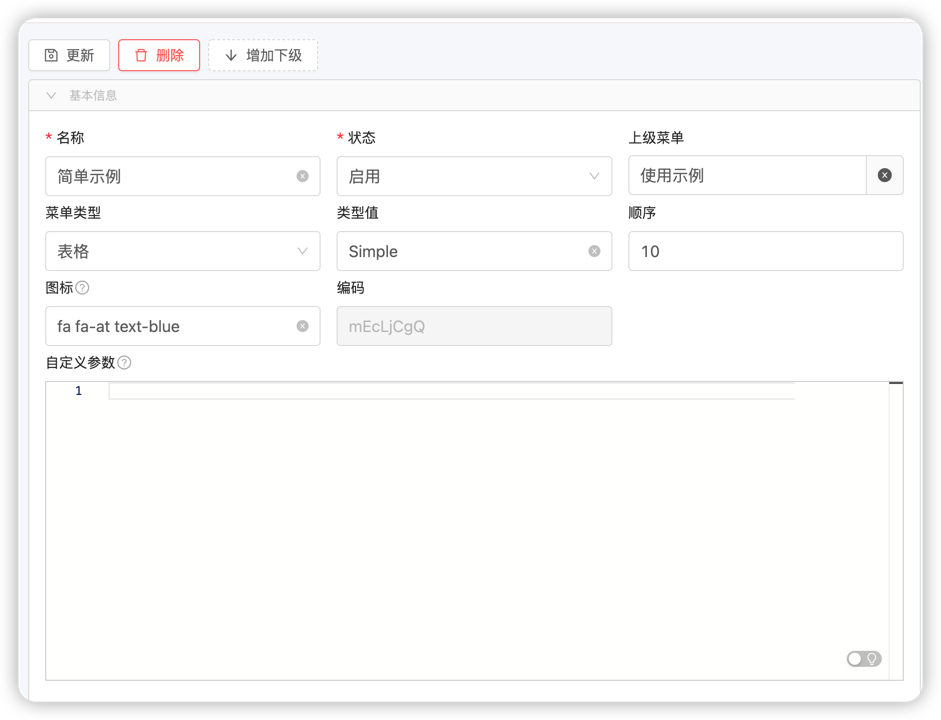 更新 删除 增加下级
基本信息
* 名称 * 状态 上级菜单
简单示例 启用 使用示例
菜单类型 类型值 顺序
表格 Simple 10
图标 编码
fa fa-at text-blue mEcLjCgQ
自定义参数
1